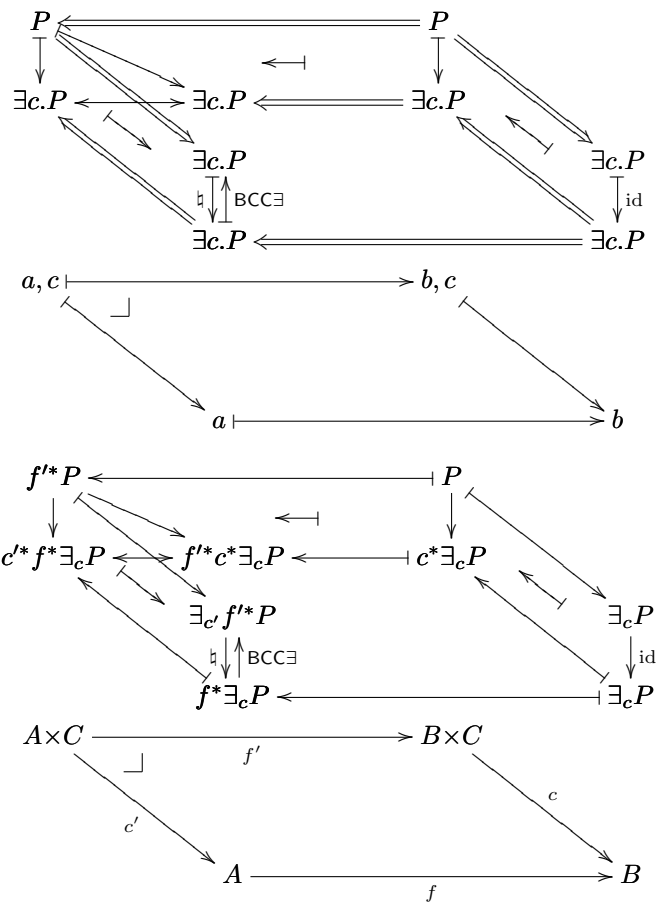 P P
∃c.P ∃c.P ∃c.P
∃c.P ∃c.P
♮ BCC∃ id
∃c.P ∃c.P
a, c b, c
a b
f′*P P
c′*f*∃cP f′*c*∃cP c*∃cP
∃c′f′*P ∃cP
♮ BCC∃ id
f*∃cP ∃cP
A×C B×C
f′
c′ c
A B
f